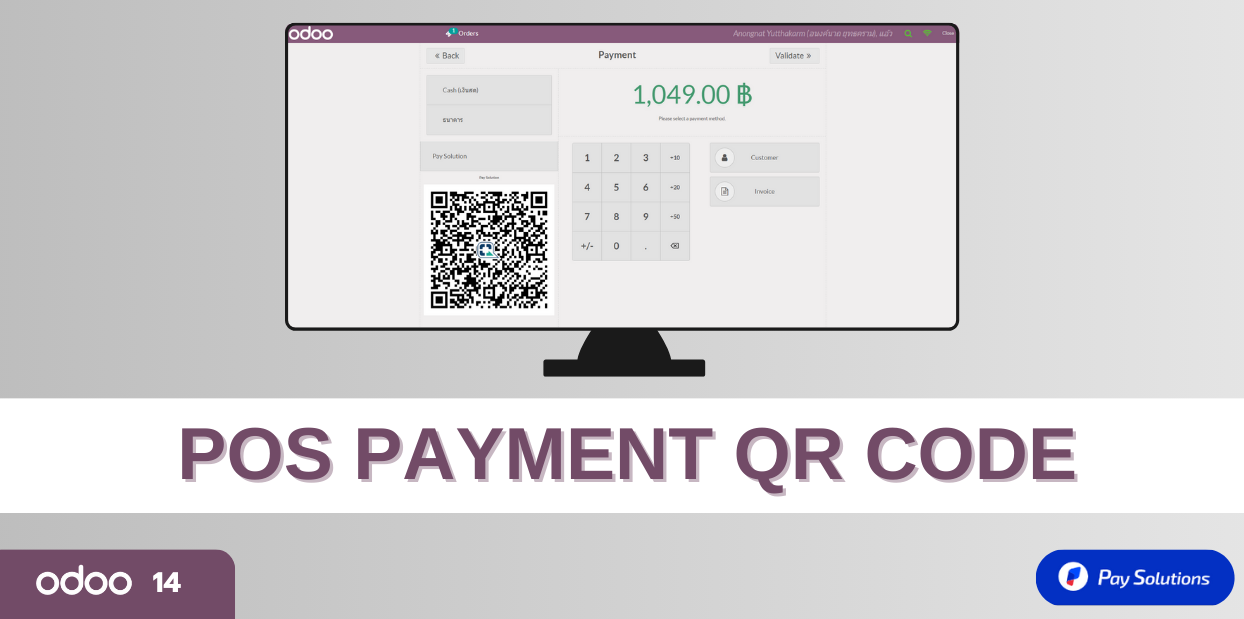 odoo
1
Orders
Anongnat Yutthakarm
Close
« Back
Payment
Validate »
Cash (เงินสด)
ธนาคาร
1,049.00 ฿
Please select a payment method.
Pay Solution
Pay Solution
1 2 3 +10
4 5 6 +20
7 8 9 +50
+/- 0 .
Customer
Invoice
POS PAYMENT QR CODE
odoo 14
Pay Solutions